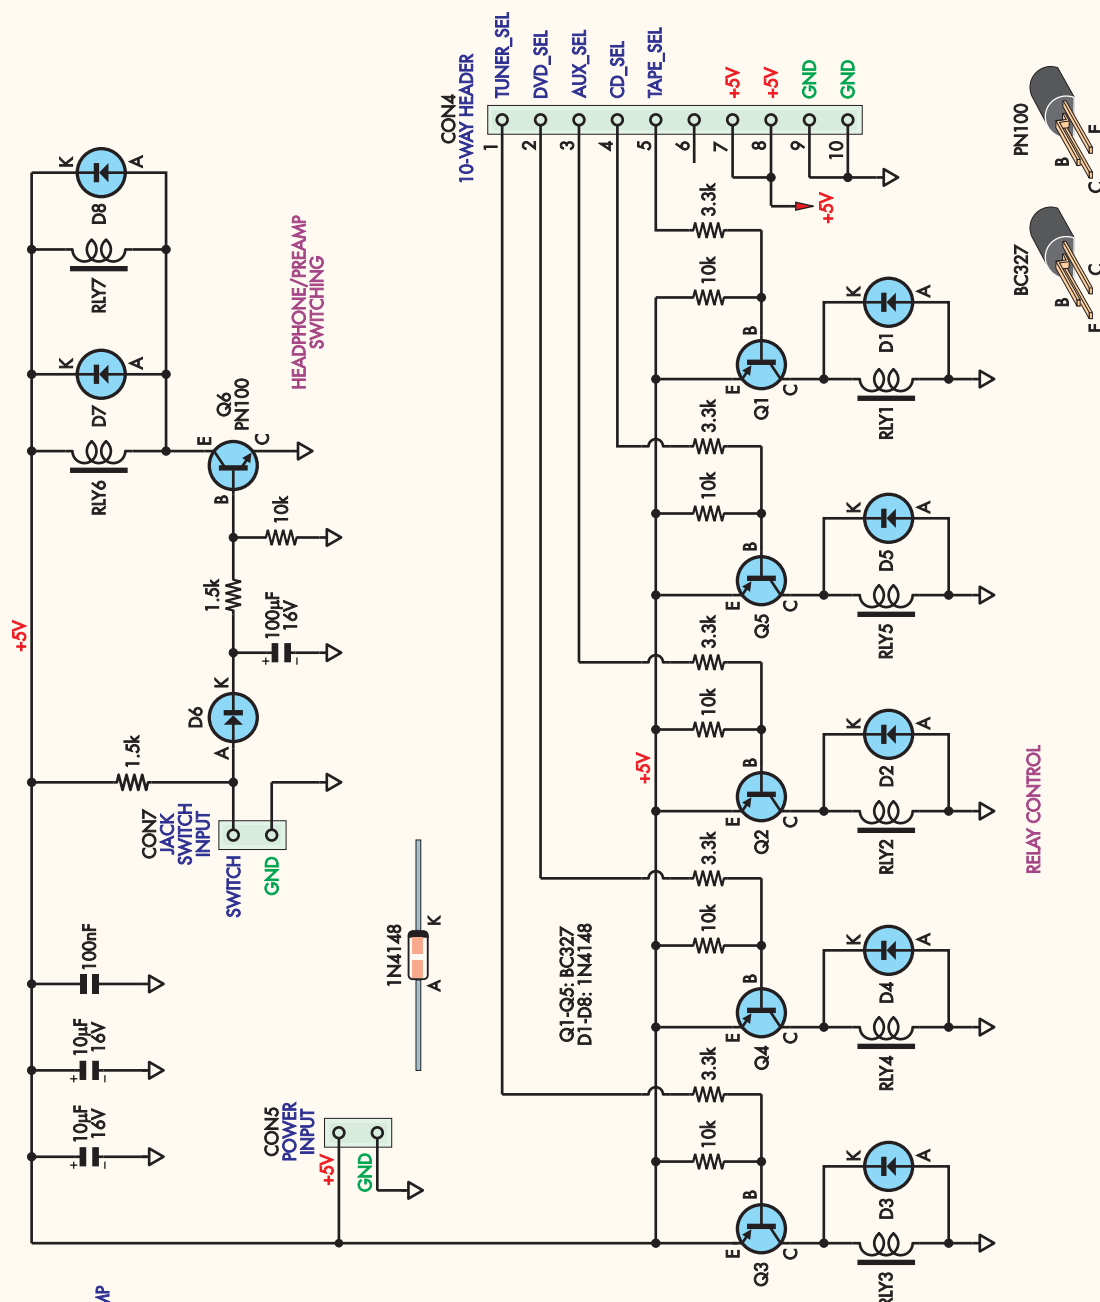 CON4
10-WAY HEADER
TUNER_SEL
DVD_SEL
AUX_SEL
CD_SEL
TAPE_SEL
+5V
+5V
GND
GND
1
2
3
4
5
6
7
8
9
10
+5V
PN100
B
E
C
BC327
B
C
E
K
A
D8
RLY7
K
A
D7
RLY6
HEADPHONE/PREAMP
SWITCHING
Q6
PN100
E
C
B
10k
1.5k
100µF
16V
+
–
+5V
K
D6
A
1.5k
CON7
JACK
SWITCH
INPUT
SWITCH
GND
100nF
10µF
16V
+
–
10µF
16V
+
–
1N4148
A
K
CON5
POWER
INPUT
+5V
GND
Q1-Q5: BC327
D1-D8: 1N4148
3.3k
10k
B
E
C
Q1
K
A
D1
RLY1
3.3k
10k
B
E
C
Q5
K
A
D5
RLY5
3.3k
10k
+5V
B
E
C
Q2
K
A
D2
RLY2
RELAY CONTROL
3.3k
10k
B
E
C
Q4
K
A
D4
RLY4
3.3k
10k
B
E
C
Q3
K
A
D3
RLY3